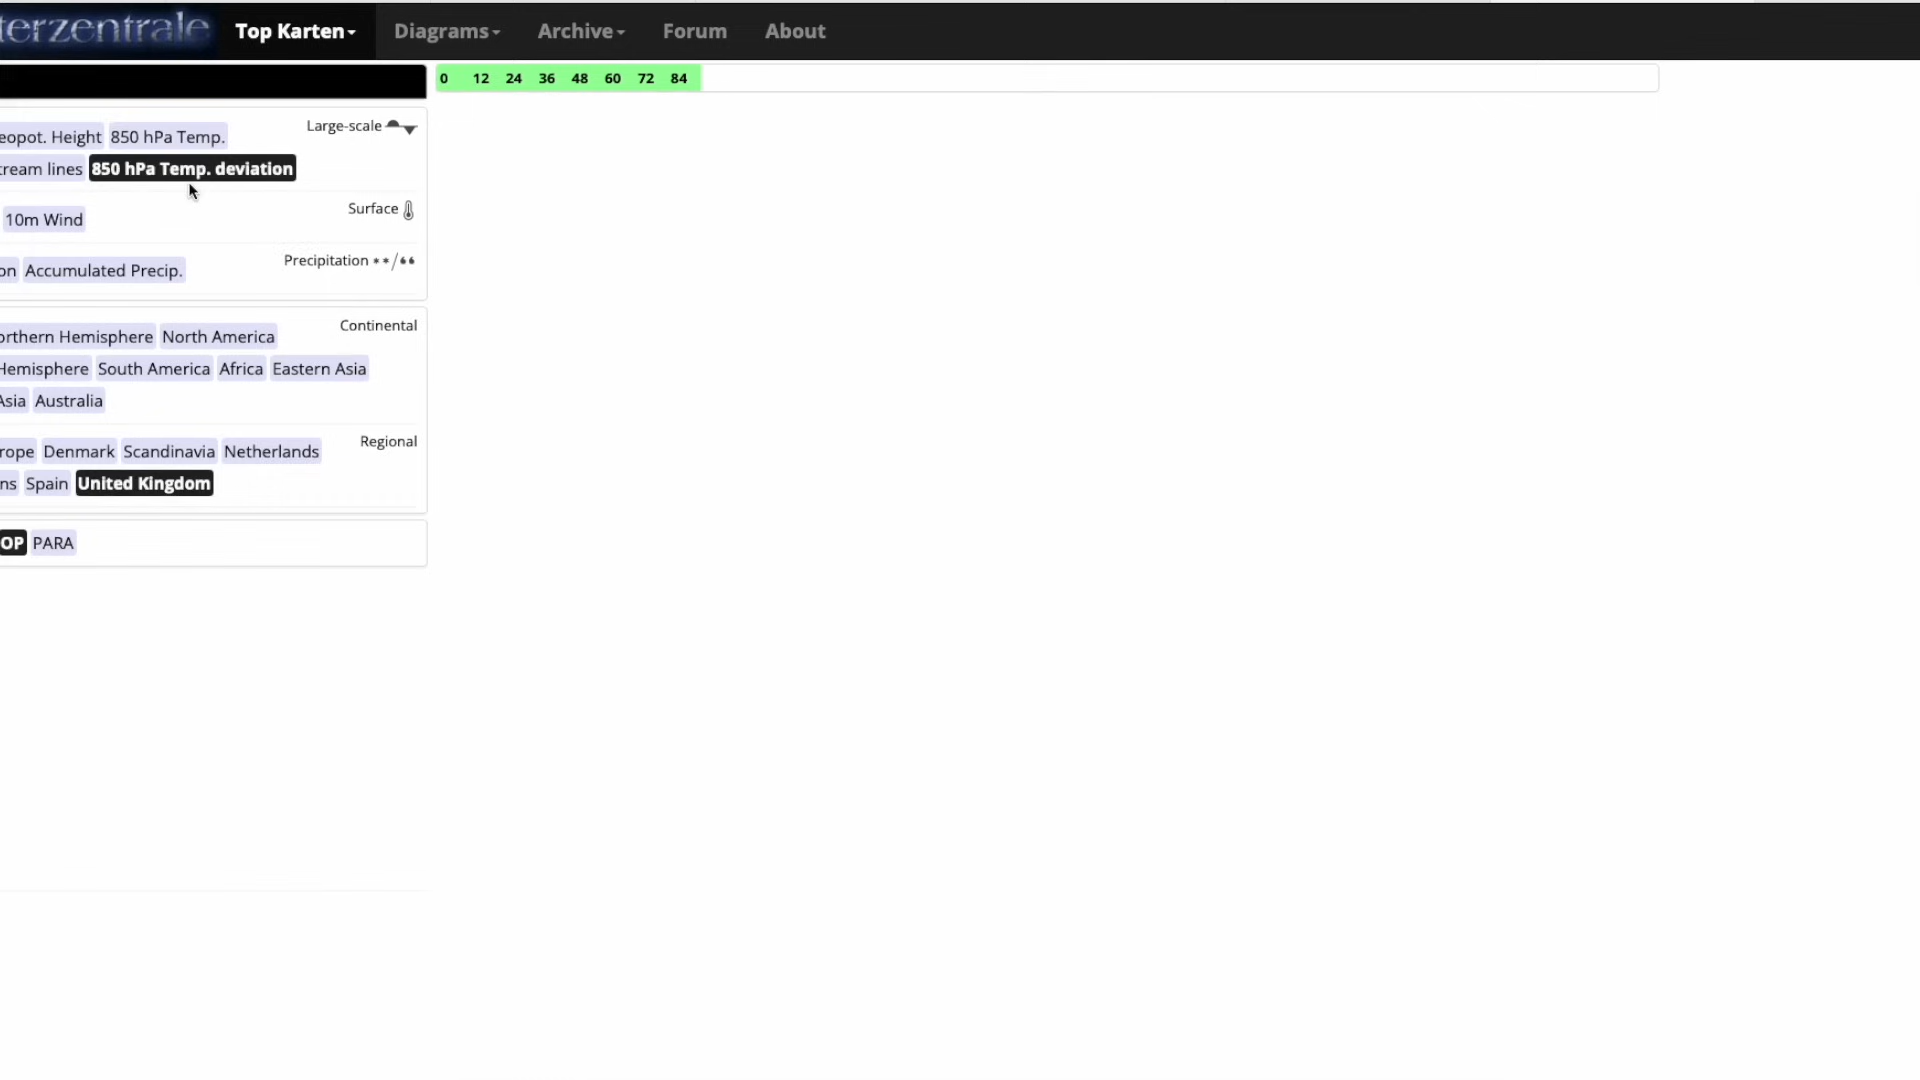 terzentrale Top Karten Diagrams Archive Forum About
0 12 24 36 48 60 72 84
Large-scale
eopot. Height 850 hPa Temp.
tream lines 850 hPa Temp. deviation
Surface
10m Wind
Precipitation **/
on Accumulated Precip.
Continental
orthern Hemisphere North America
Hemisphere South America Africa Eastern Asia
Asia Australia
Regional
rope Denmark Scandinavia Netherlands
ns Spain United Kingdom
OP PARA